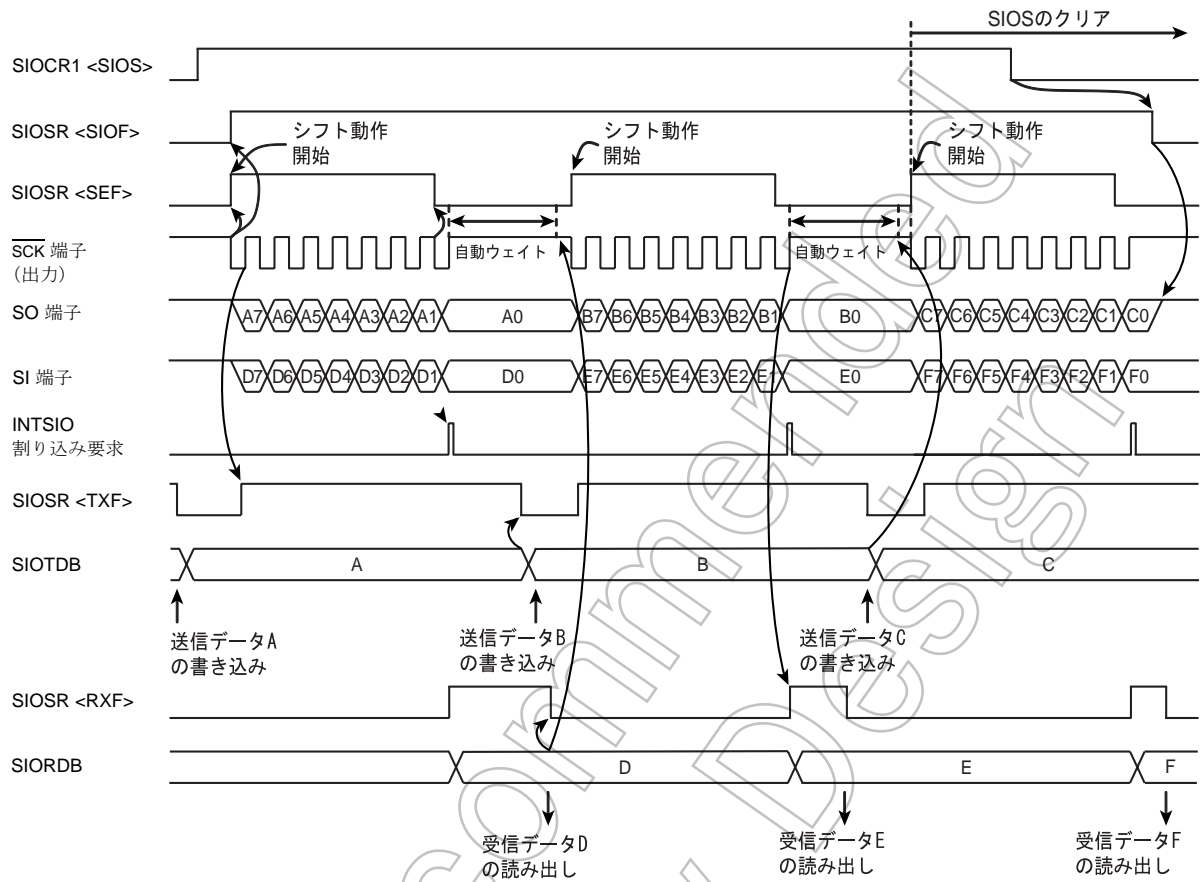 SIOSのクリア
SIOCR1 <SIOS>
SIOSR <SIOF>
シフト動作
開始
シフト動作
開始
シフト動作
開始
SIOSR <SEF>
SCK 端子
(出力)
自動ウェイト
自動ウェイト
SO 端子
A7 A6 A5 A4 A3 A2 A1 A0 B7 B6 B5 B4 B3 B2 B1 B0 C7 C6 C5 C4 C3 C2 C1 C0
SI 端子
D7 D6 D5 D4 D3 D2 D1 D0 E7 E6 E5 E4 E3 E2 E1 E0 F7 F6 F5 F4 F3 F2 F1 F0
INTSIO
割り込み要求
SIOSR <TXF>
SIOTDB
A B C
送信データA
の書き込み
送信データB
の書き込み
送信データC
の書き込み
SIOSR <RXF>
SIORDB
D E F
受信データD
の読み出し
受信データE
の読み出し
受信データF
の読み出し